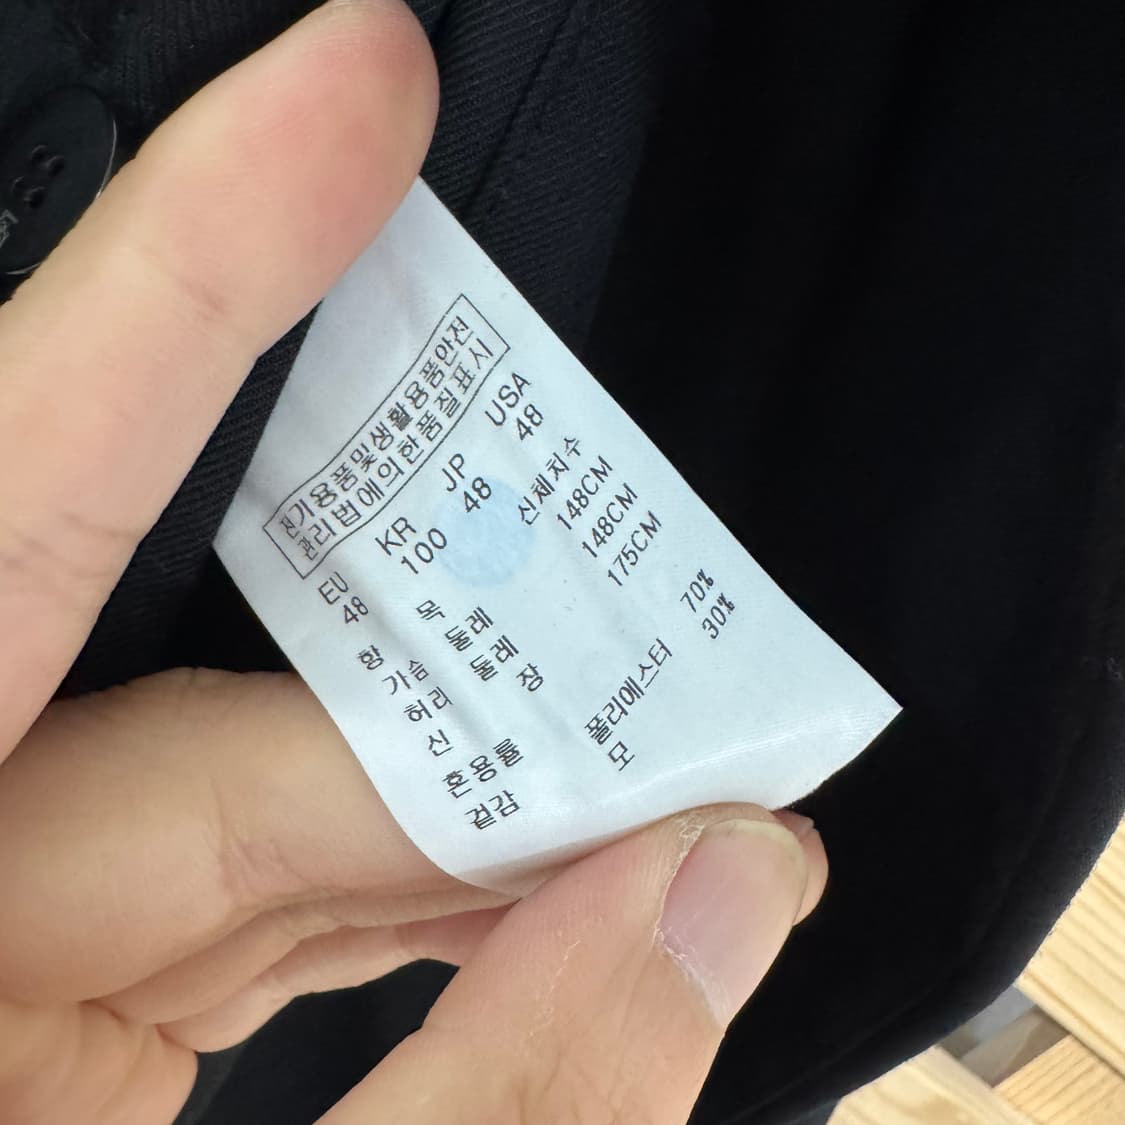 전기용품및생활용품안전
관리법에의한품질표시
EU KR JP USA
48 100 48 48
항 목 신체치수
가슴 둘레 148CM
허리 둘레 148CM
신 장 175CM
혼용률
겉감 폴리에스터 70%
모 30%